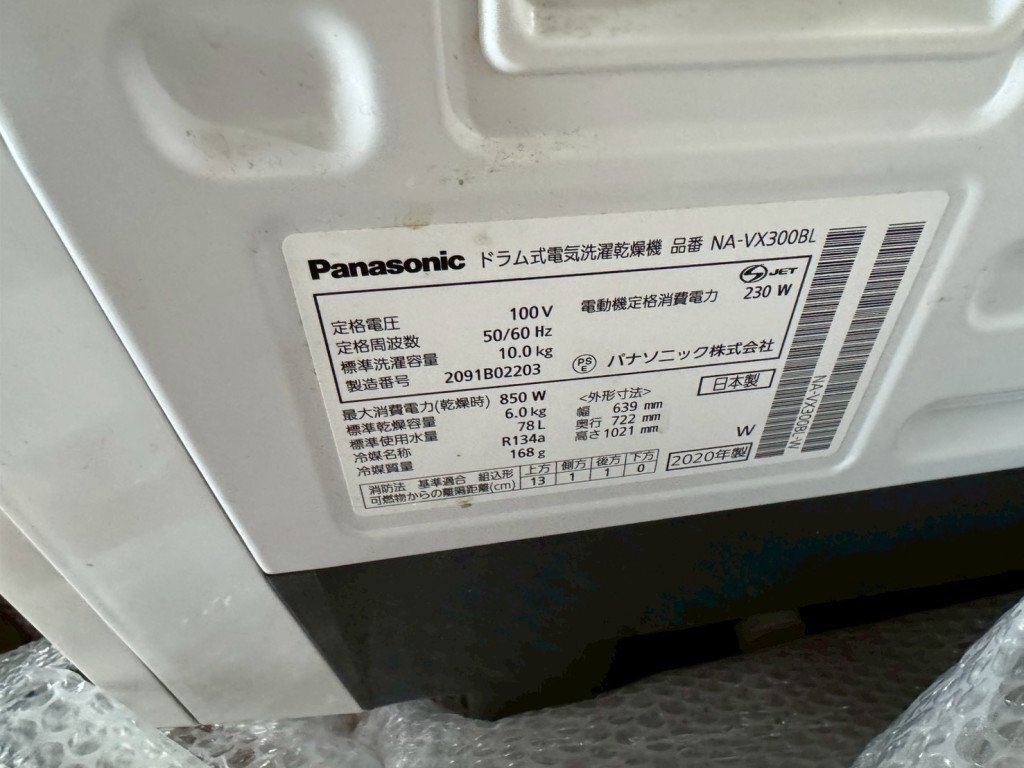 Panasonic ドラム式電気洗濯乾燥機 品番 NA-VX300BL
S JET
定格電圧 100V 電動機定格消費電力 230 W
定格周波数 50/60 Hz
標準洗濯容量 10.0kg
製造番号 2091B02203 PSE パナソニック株式会社
日本製
最大消費電力(乾燥時) 850 W <外形寸法>
標準乾燥容量 6.0kg 幅 639 mm
標準使用水量 78L 奥行 722 mm
冷媒名称 R134a 高さ 1021 mm
冷媒質量 168g W
消防法 基準適合 組込形 上方 側方 後方 下方
可燃物からの離隔距離(cm) 13 1 1 0
2020年製
NA-VX300BL-W